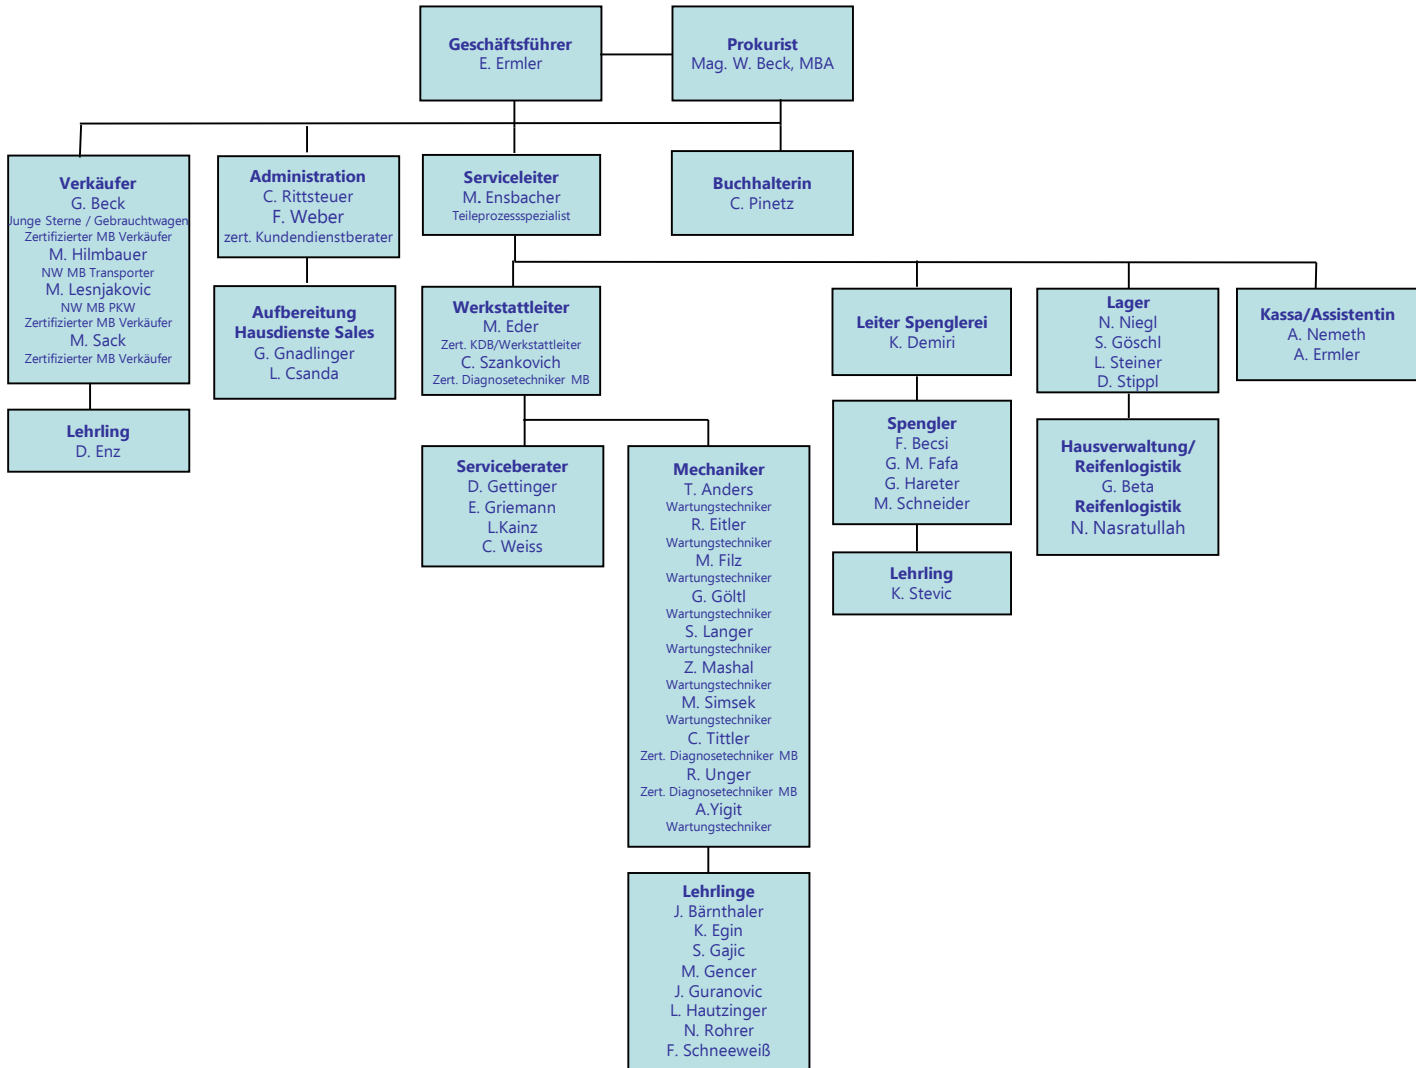 Geschäftsführer
E. Ermler
Prokurist
Mag. W. Beck, MBA
Verkäufer
G. Beck
Junge Sterne / Gebrauchtwagen
Zertifizierter MB Verkäufer
M. Hilmbauer
NW MB Transporter
M. Lesnjakovic
NW MB PKW
Zertifizierter MB Verkäufer
M. Sack
Zertifizierter MB Verkäufer
Administration
C. Rittsteuer
F. Weber
zert. Kundendienstberater
Serviceleiter
M. Ensbacher
Teileprozessspezialist
Buchhalterin
C. Pinetz
Aufbereitung
Hausdienste Sales
G. Gnadlinger
L. Csanda
Werkstattleiter
M. Eder
Zert. KDB/Werkstattleiter
C. Szankovich
Zert. Diagnosetechniker MB
Leiter Spenglerei
K. Demiri
Lager
N. Niegl
S. Göschl
L. Steiner
D. Stippl
Kassa/Assistentin
A. Nemeth
A. Ermler
Lehrling
D. Enz
Serviceberater
D. Gettinger
E. Griemann
L.Kainz
C. Weiss
Mechaniker
T. Anders
Wartungstechniker
R. Eitler
Wartungstechniker
M. Filz
Wartungstechniker
G. Göltl
Wartungstechniker
S. Langer
Wartungstechniker
Z. Mashal
Wartungstechniker
M. Simsek
Wartungstechniker
C. Tittler
Zert. Diagnosetechniker MB
R. Unger
Zert. Diagnosetechniker MB
A.Yigit
Wartungstechniker
Spengler
F. Becsi
G. M. Fafa
G. Hareter
M. Schneider
Hausverwaltung/
Reifenlogistik
G. Beta
Reifenlogistik
N. Nasratullah
Lehrling
K. Stevic
Lehrlinge
J. Bärnthaler
K. Egin
S. Gajic
M. Gencer
J. Guranovic
L. Hautzinger
N. Rohrer
F. Schneeweiß